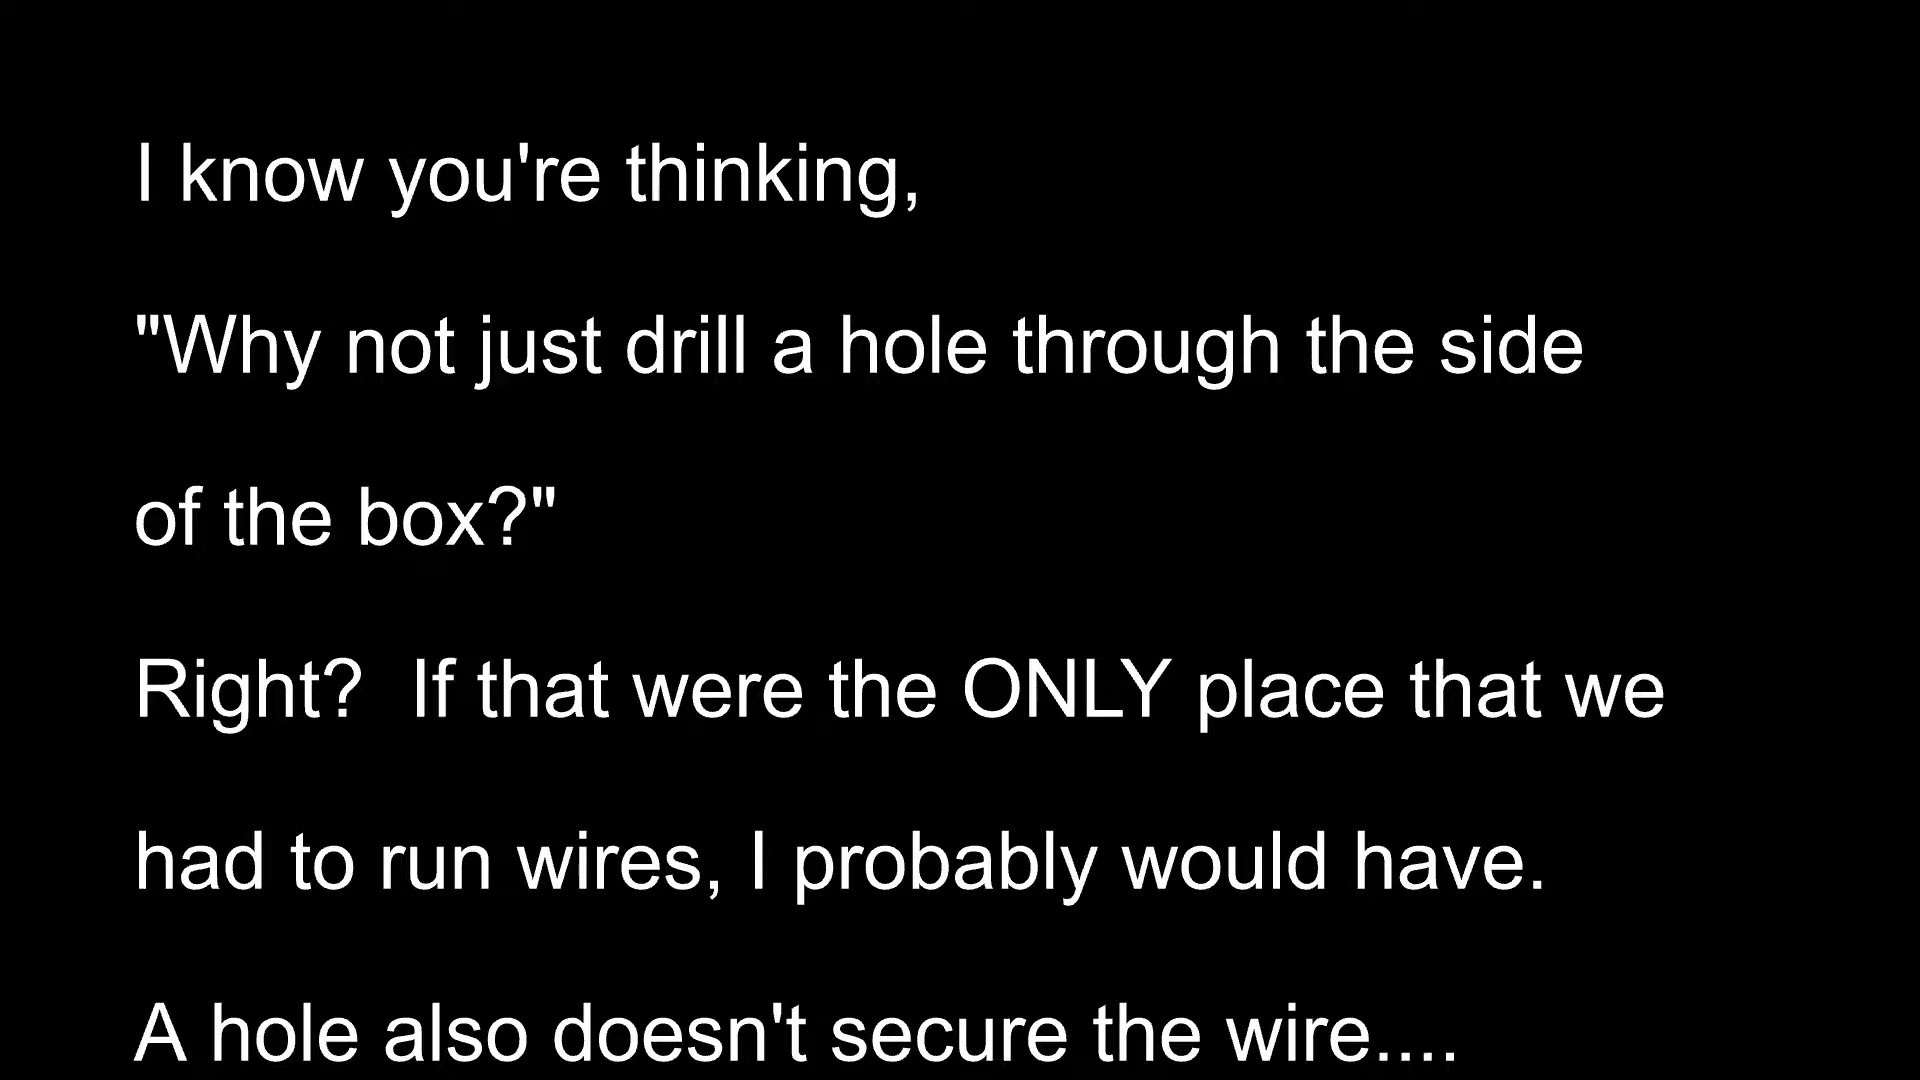 I know you're thinking,
"Why not just drill a hole through the side
of the box?"
Right?  If that were the ONLY place that we
had to run wires, I probably would have.
A hole also doesn't secure the wire....